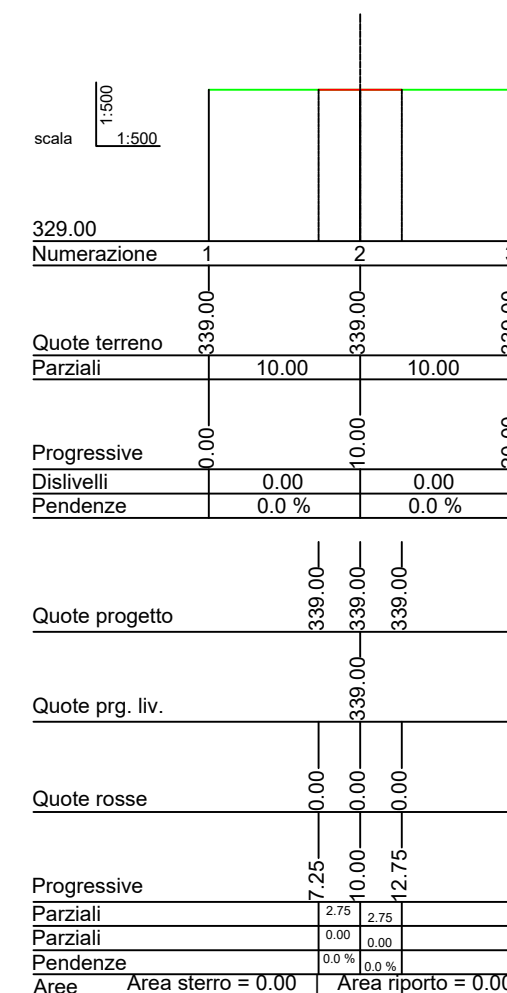 1:500
scala 1:500
329.00
Numerazione 1 2
Quote terreno 339.00 339.00
Parziali 10.00 10.00
Progressive 0.00 10.00
Dislivelli 0.00 0.00
Pendenze 0.0 % 0.0 %
Quote progetto 339.00 339.00 339.00
Quote prg. liv. 339.00
Quote rosse 0.00 0.00 0.00
Progressive 7.25 10.00 12.75
Parziali 2.75 2.75
Parziali 0.00 0.00
Pendenze 0.0 % 0.0 %
Aree Area sterro = 0.00 Area riporto = 0.00